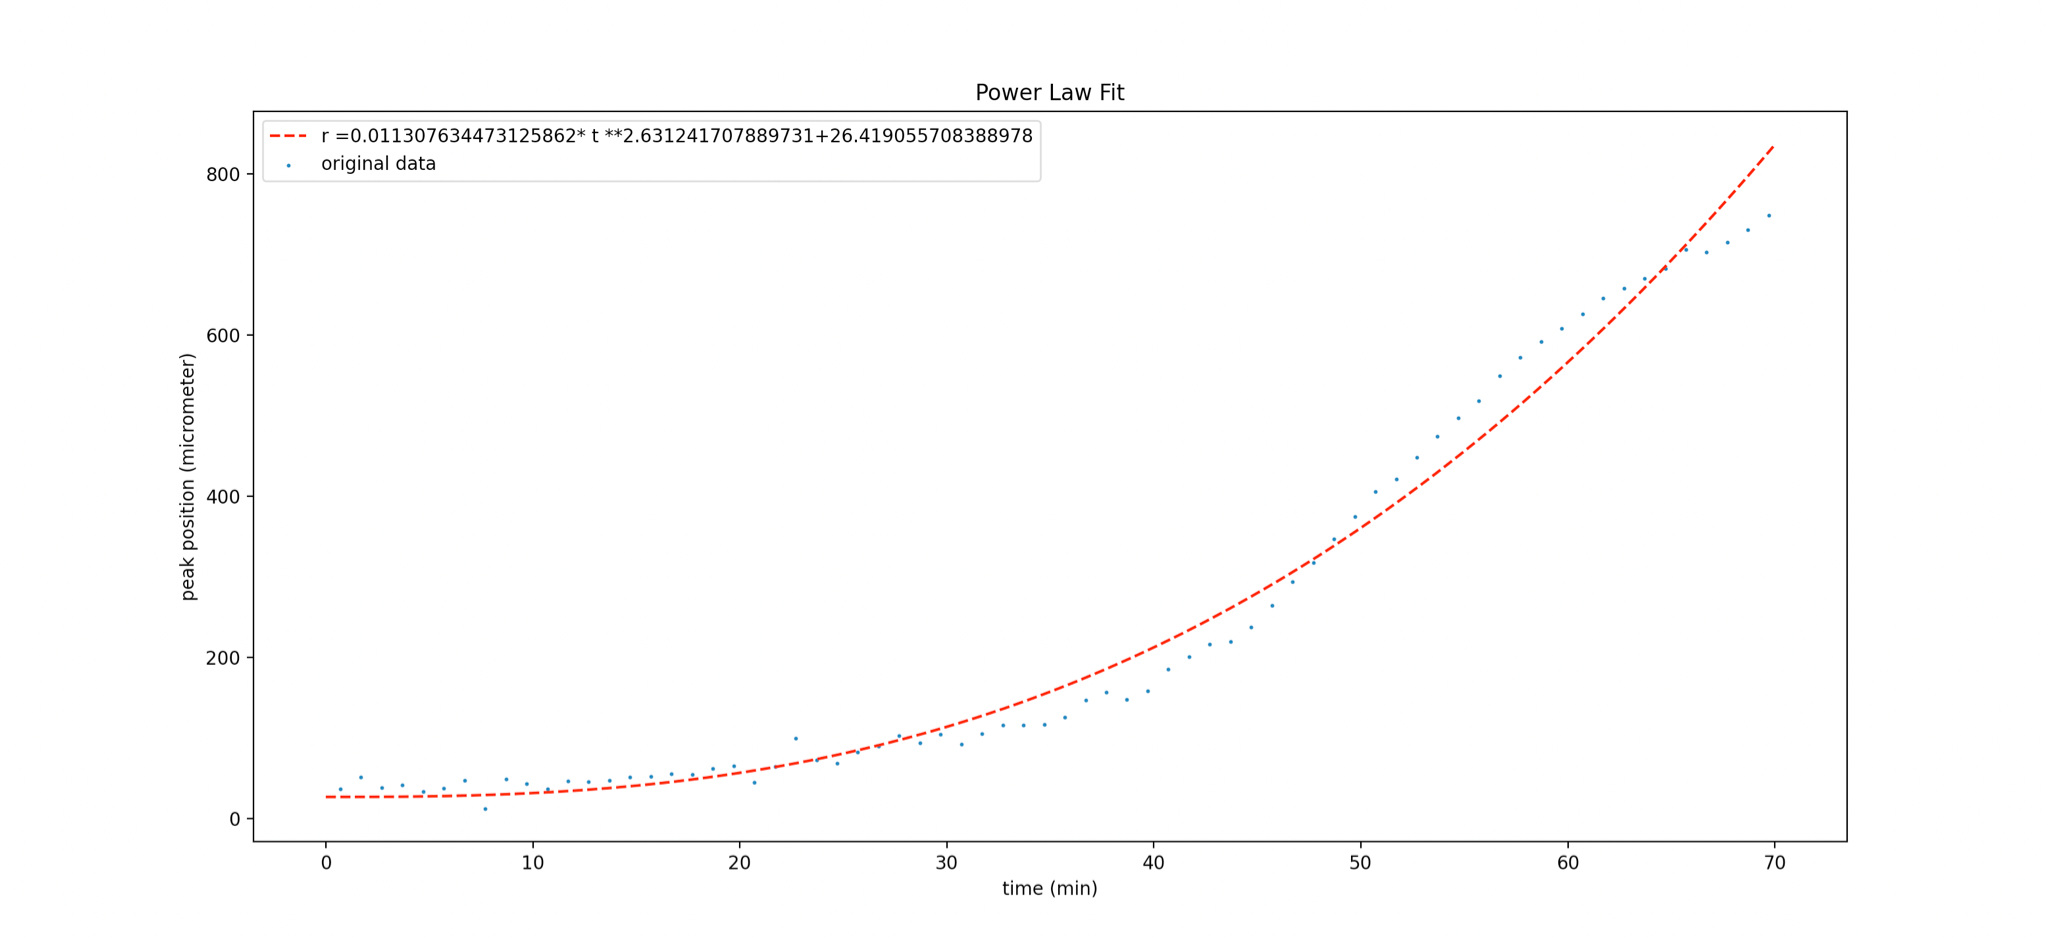 Power Law Fit
r =0.011307634473125862* t **2.631241707889731+26.419055708388978
original data
800
600
400
200
0
peak position (micrometer)
0 10 20 30 40 50 60 70
time (min)